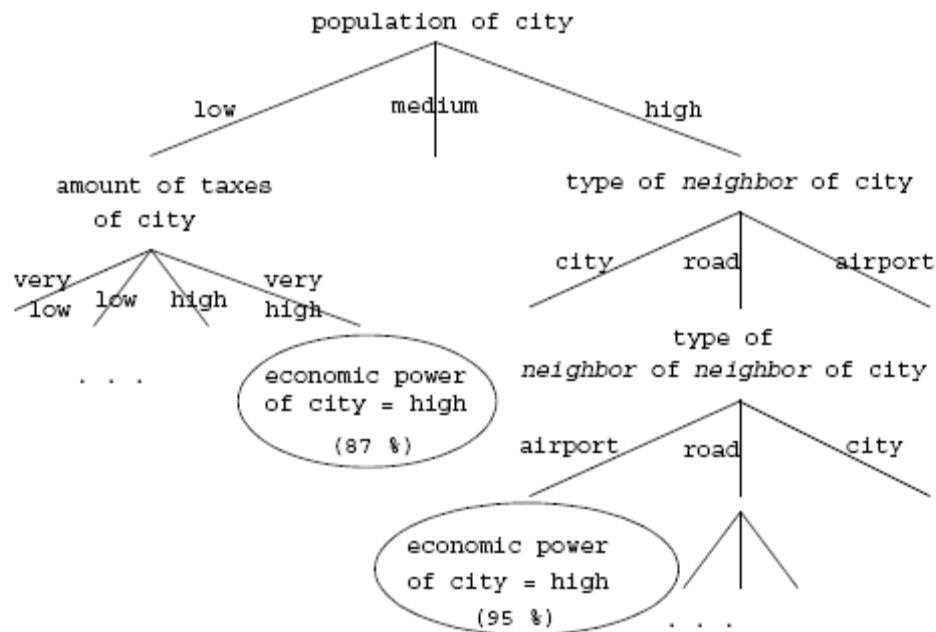 population of city
low
medium
high
amount of taxes
of city
type of neighbor of city
very
low
low
high
very
high
city
road
airport
economic power
of city = high
(87 %)
. . .
type of
neighbor of neighbor of city
airport
road
city
economic power
of city = high
(95 %)
. . .